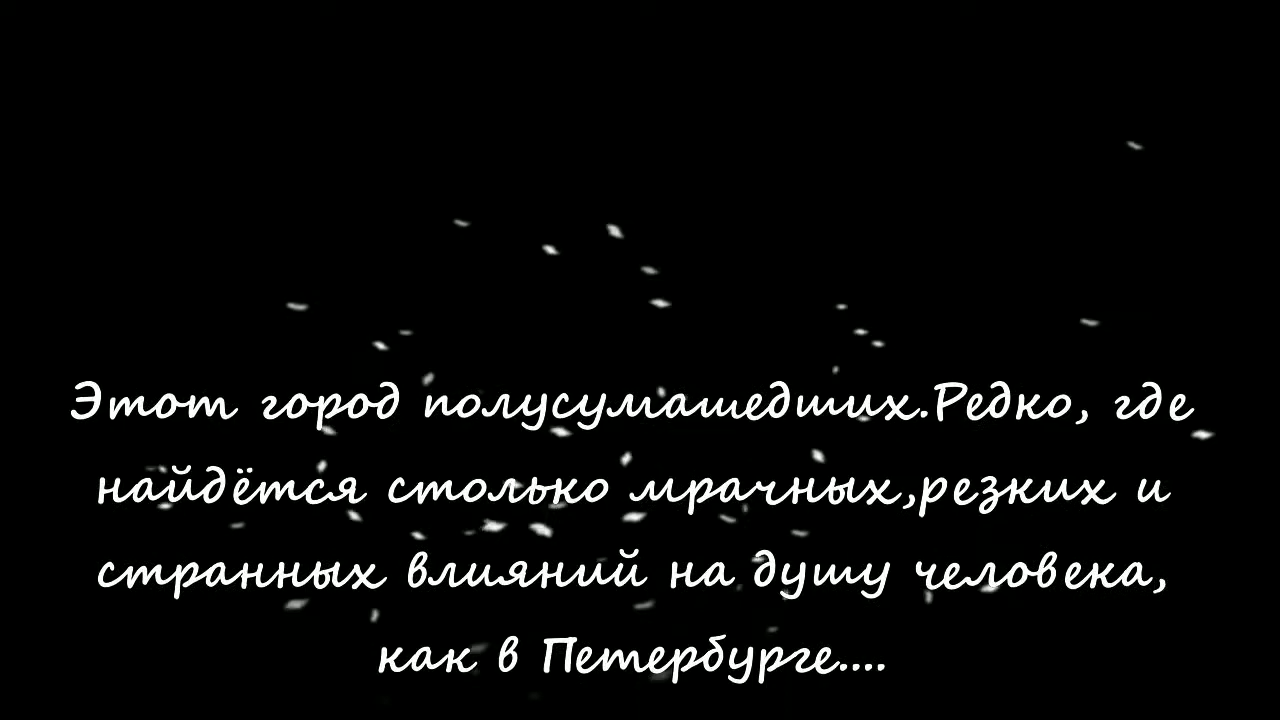 Этот город полусумашедших.Редко, где
найдётся столько мрачных,резких и
странных влияний на душу человека,
как в Петербурге....